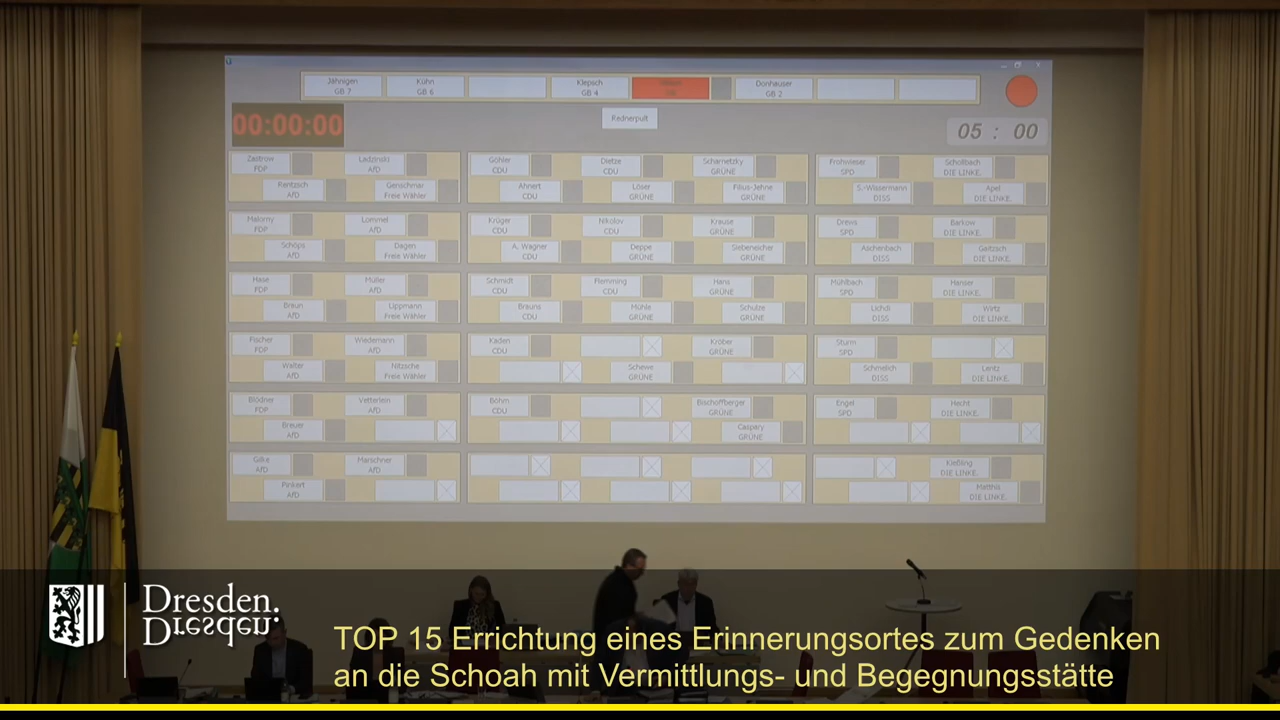 Jähnigen
GB 7
Kühn
GB 6
Klepsch
GB 4
Donhauser
GB 2
00:00:00
Rednerpult
05 : 00
Zastrow
FDP
Ladzinski
AfD
Göhler
CDU
Dietze
CDU
Scharnetzky
GRÜNE
Frohwieser
SPD
Schollbach
DIE LINKE.
Rentzsch
AfD
Genschmar
Freie Wähler
Ahnert
CDU
Löser
GRÜNE
Filius-Jehne
GRÜNE
S.-Wissermann
DISS
Apel
DIE LINKE.
Malorny
FDP
Lommel
AfD
Krüger
CDU
Nikolov
CDU
Krause
GRÜNE
Drews
SPD
Barkow
DIE LINKE.
Schöps
AfD
Dagen
Freie Wähler
A. Wagner
CDU
Deppe
GRÜNE
Siebeneicher
GRÜNE
Aschenbach
DISS
Gaitzsch
DIE LINKE.
Hase
FDP
Müller
AfD
Schmidt
CDU
Flemming
CDU
Hans
GRÜNE
Mühlbach
SPD
Hanser
DIE LINKE.
Braun
AfD
Lippmann
Freie Wähler
Brauns
CDU
Mühle
GRÜNE
Schulze
GRÜNE
Lichdi
DISS
Wirtz
DIE LINKE.
Fischer
FDP
Wiedemann
AfD
Kaden
CDU
Krober
GRÜNE
Sturm
SPD
Walter
AfD
Nitzsche
Freie Wähler
Schewe
GRÜNE
Schmelich
DISS
Lentz
DIE LINKE.
Blödner
FDP
Vetterlein
AfD
Böhm
CDU
Bischoffberger
GRÜNE
Engel
SPD
Hecht
DIE LINKE.
Breuer
AfD
Caspary
GRÜNE
Gilke
AfD
Marschner
AfD
Kießling
DIE LINKE.
Pinkert
AfD
Matthis
DIE LINKE.
Dresden.
Dresden.
TOP 15 Errichtung eines Erinnerungsortes zum Gedenken
an die Schoah mit Vermittlungs- und Begegnungsstätte